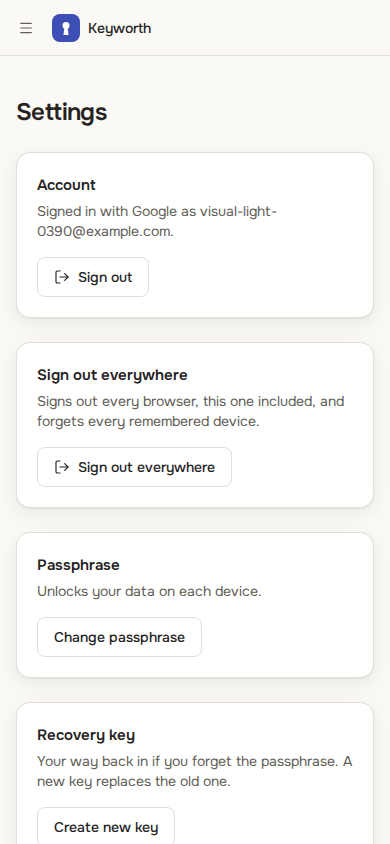 Keyworth
Settings
Account
Signed in with Google as visual-light-
0390@example.com.
Sign out
Sign out everywhere
Signs out every browser, this one included, and
forgets every remembered device.
Sign out everywhere
Passphrase
Unlocks your data on each device.
Change passphrase
Recovery key
Your way back in if you forget the passphrase. A
new key replaces the old one.
Create new key